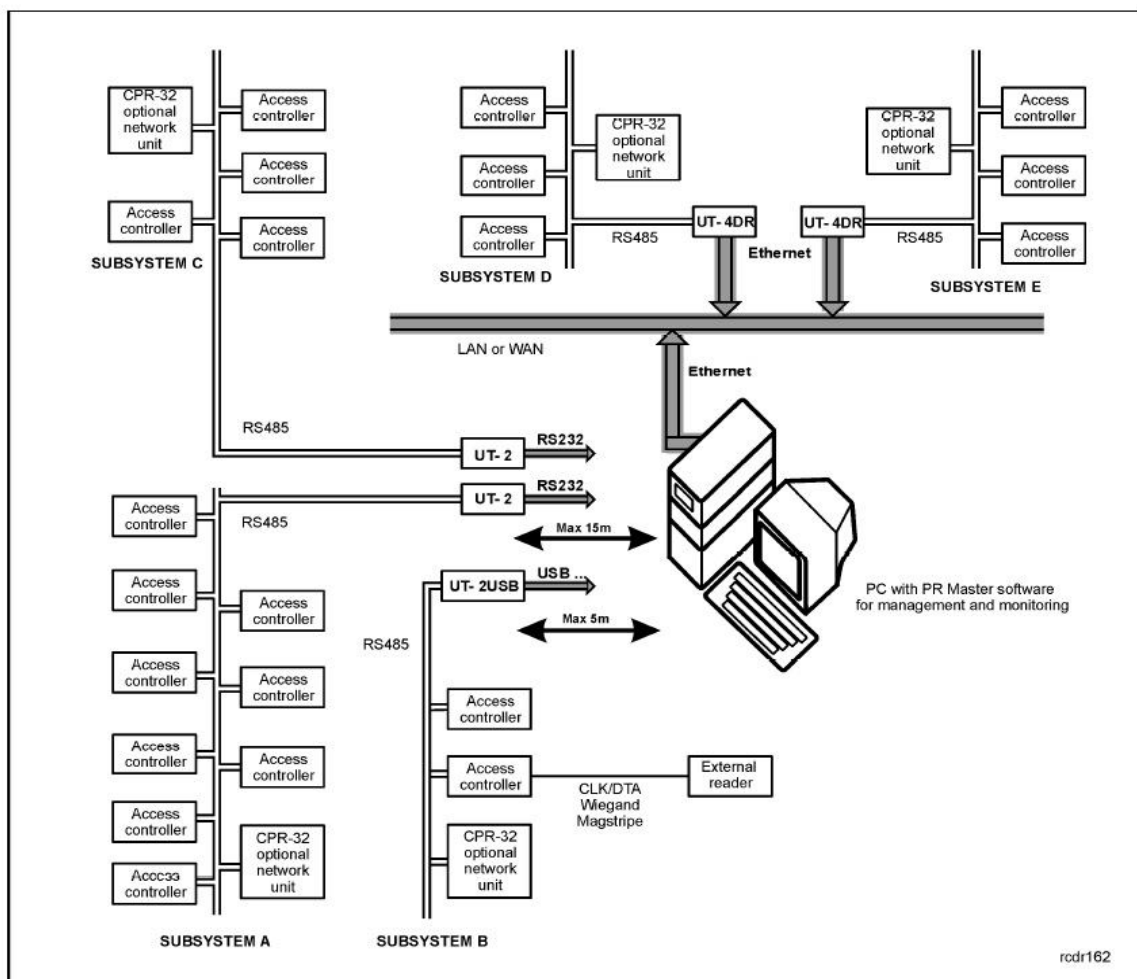 CPR-32
optional
network
unit
Access
controller
Access
controller
Access
controller
Access
controller
SUBSYSTEM C
Access
controller
Access
controller
Access
controller
CPR-32
optional
network
unit
UT- 4DR
RS485
SUBSYSTEM D
CPR-32
optional
network
unit
Access
controller
Access
controller
Access
controller
UT- 4DR
RS485
SUBSYSTEM E
Ethernet
LAN or WAN
Ethernet
RS485
UT- 2
RS232
UT- 2
RS232
RS485
Max 15m
UT- 2USB
USB ...
Max 5m
RS485
PC with PR Master software
for management and monitoring
Access
controller
Access
controller
Access
controller
Access
controller
Access
controller
Access
controller
Access
controller
Access
controller
Access
controller
CPR-32
optional
network
unit
SUBSYSTEM A
Access
controller
Access
controller
CLK/DTA
Wiegand
Magstripe
External
reader
CPR-32
optional
network
unit
SUBSYSTEM B
rcdr162